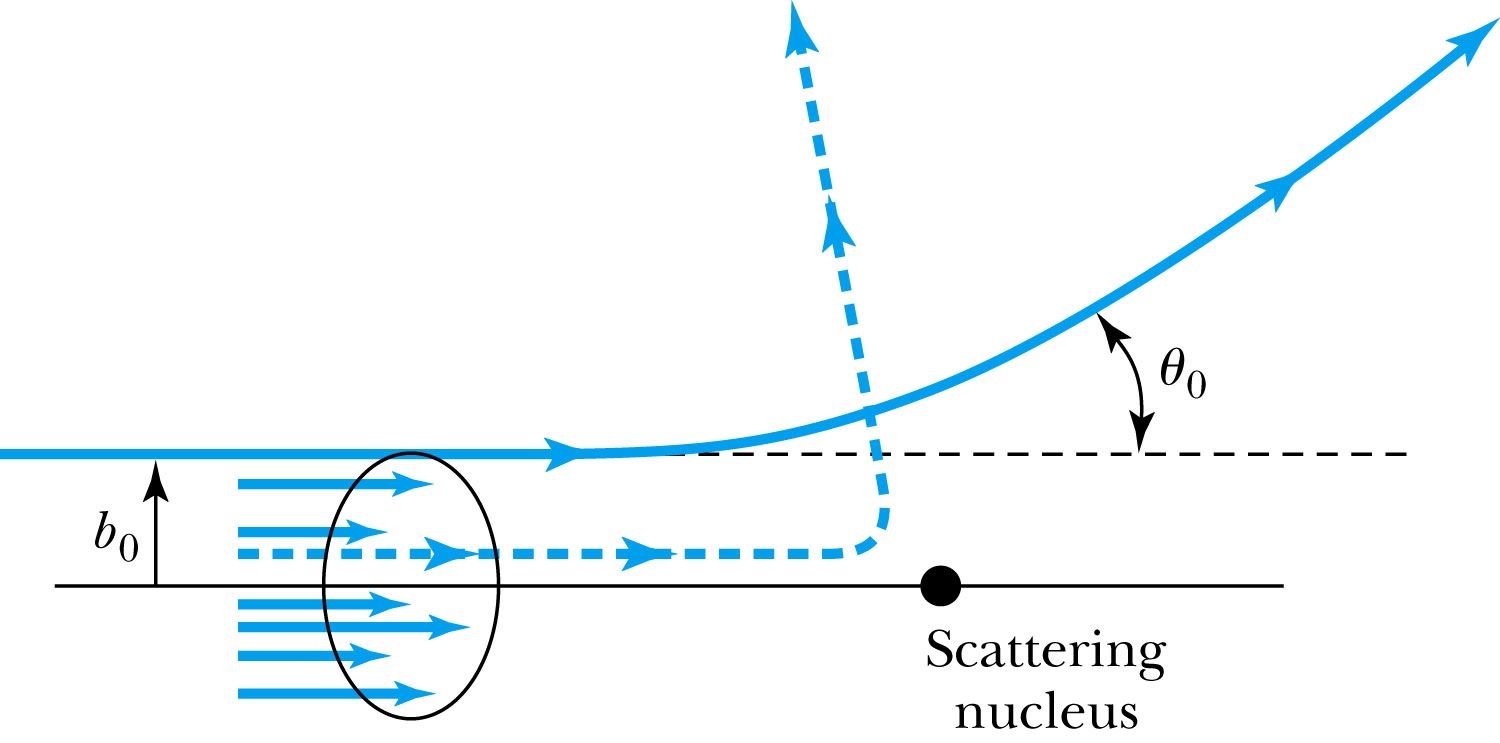 θ₀
b₀
Scattering
nucleus